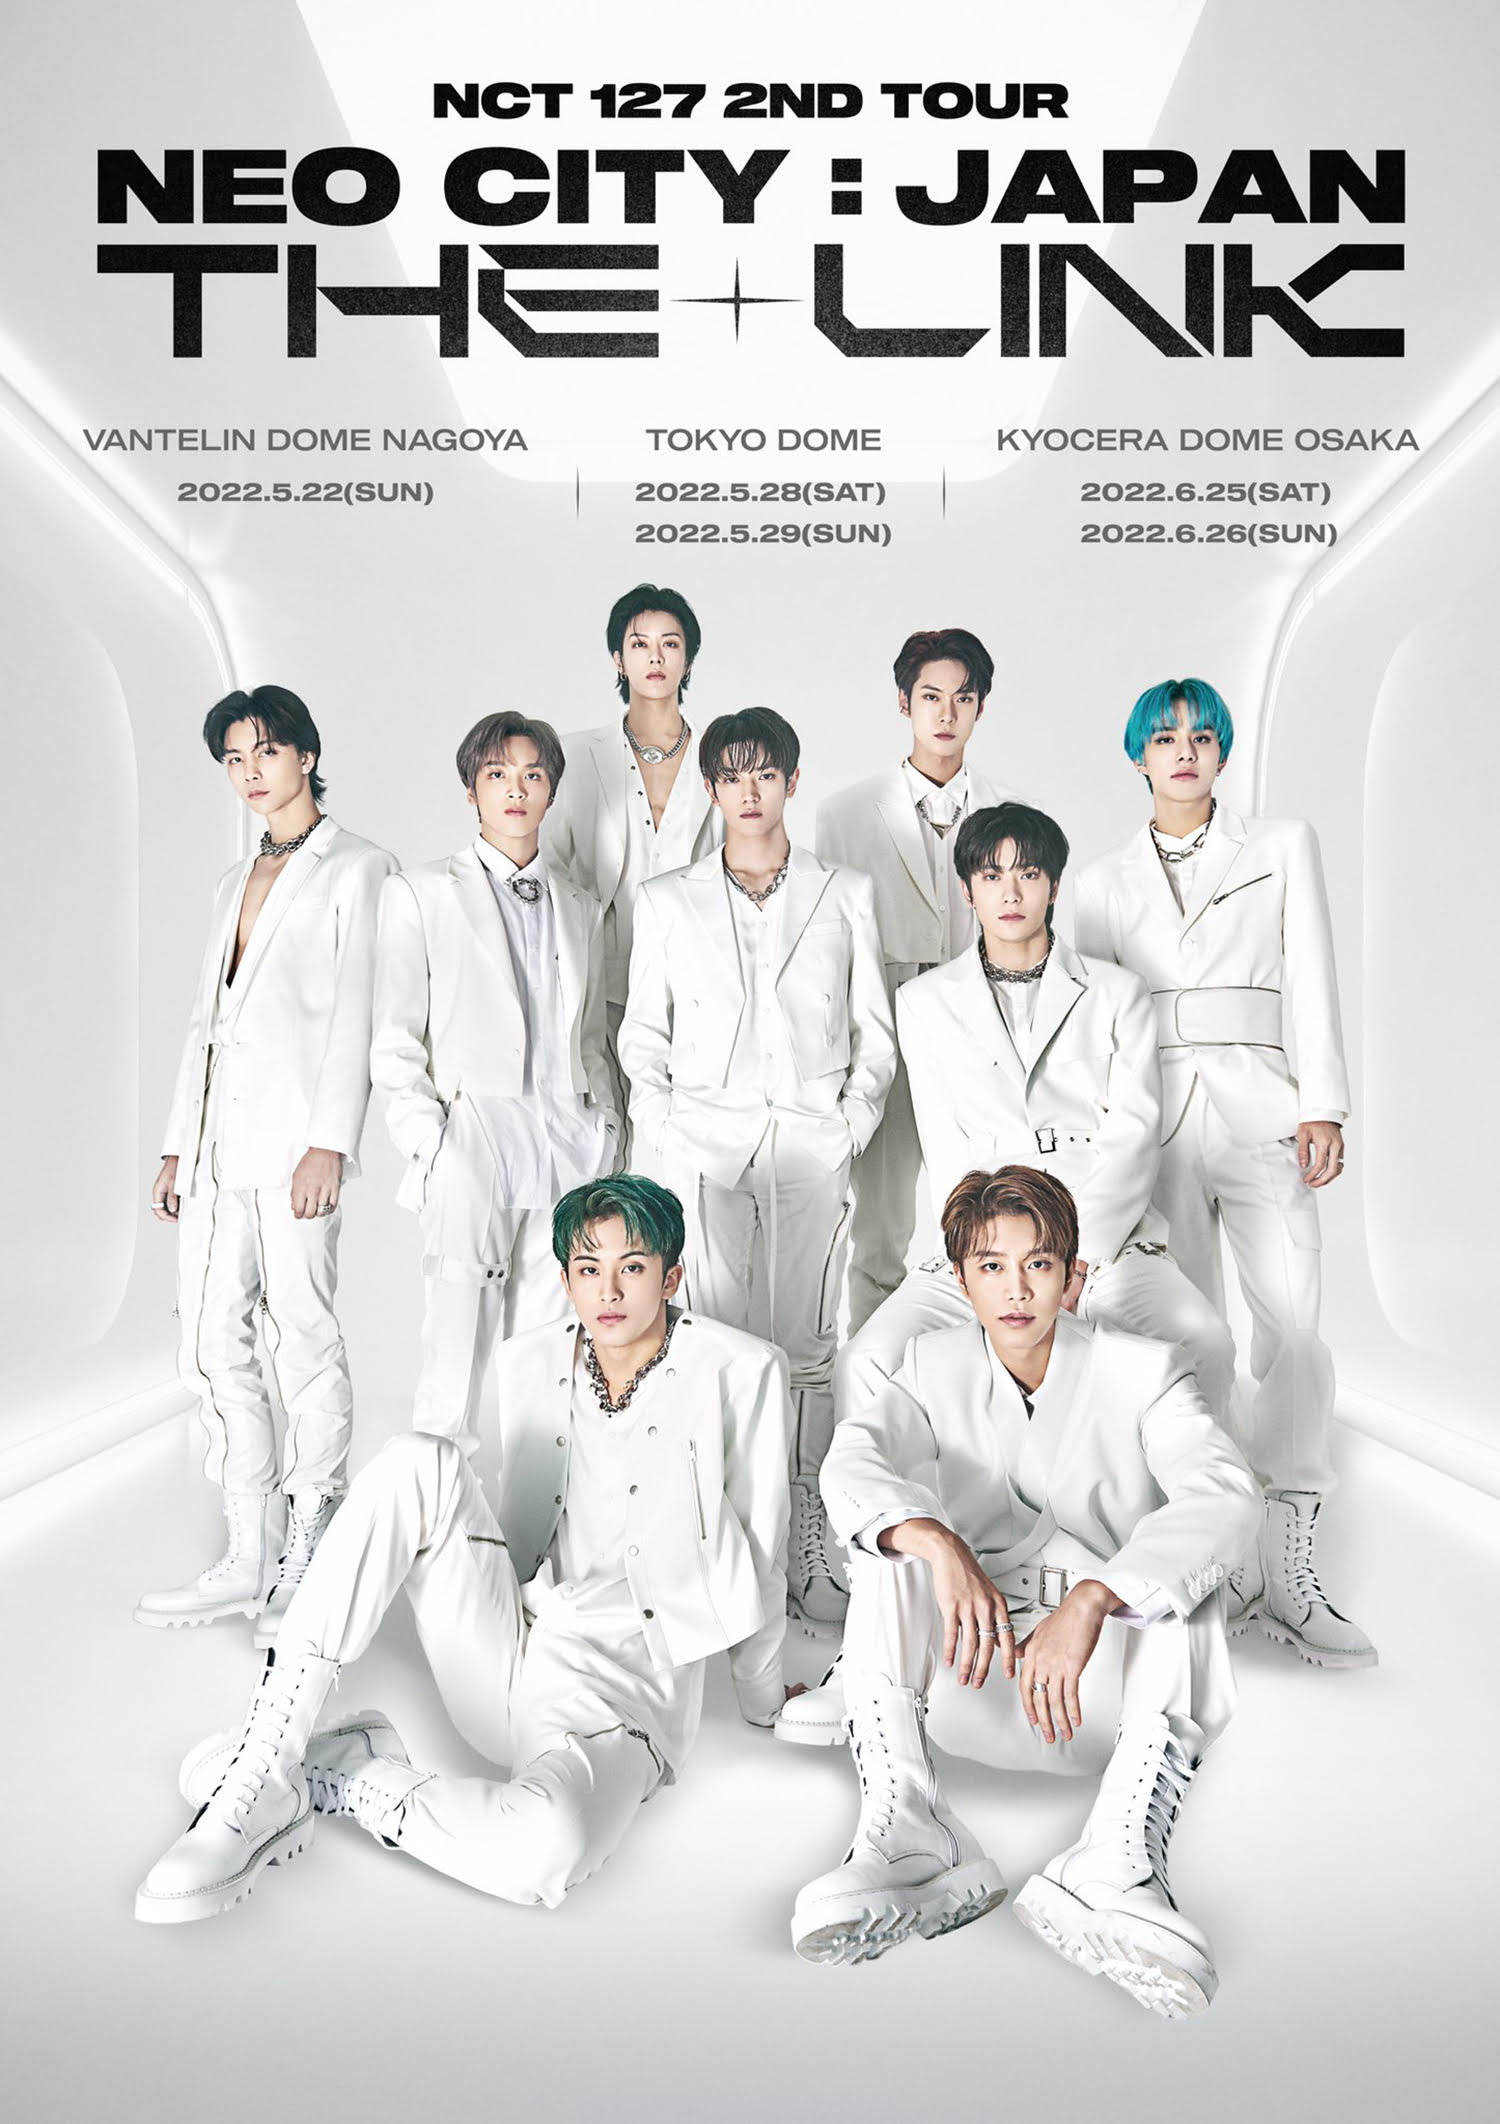 NCT 127 2ND TOUR
NEO CITY : JAPAN
THE LINK
VANTELIN DOME NAGOYA
2022.5.22(SUN)
TOKYO DOME
2022.5.28(SAT)
2022.5.29(SUN)
KYOCERA DOME OSAKA
2022.6.25(SAT)
2022.6.26(SUN)